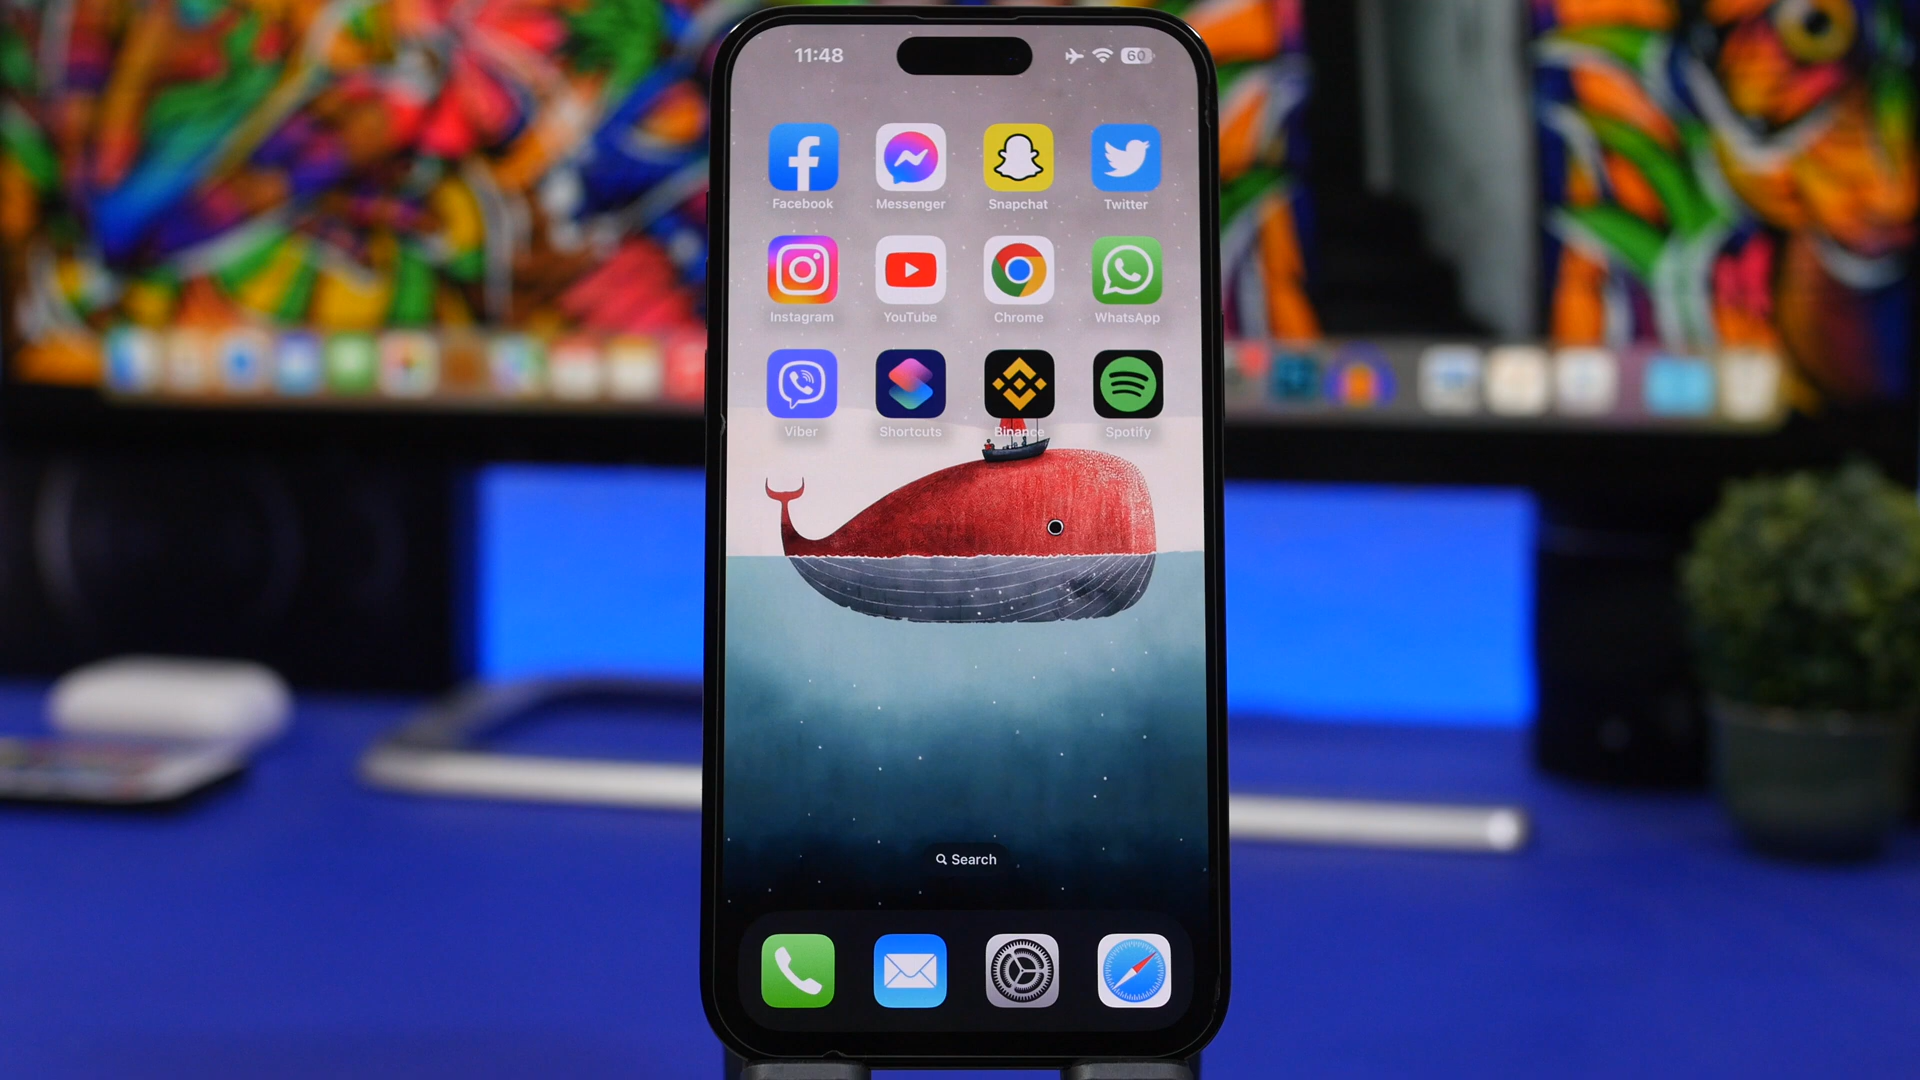 11:48 60
Facebook Messenger Snapchat Twitter
Instagram YouTube Chrome WhatsApp
Viber Shortcuts Binance Spotify
Search